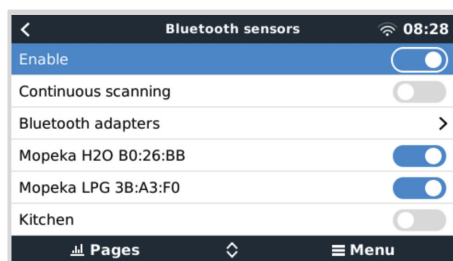 Bluetooth sensors 08:28
Enable
Continuous scanning
Bluetooth adapters
Mopeka H2O B0:26:BB
Mopeka LPG 3B:A3:F0
Kitchen
Pages Menu